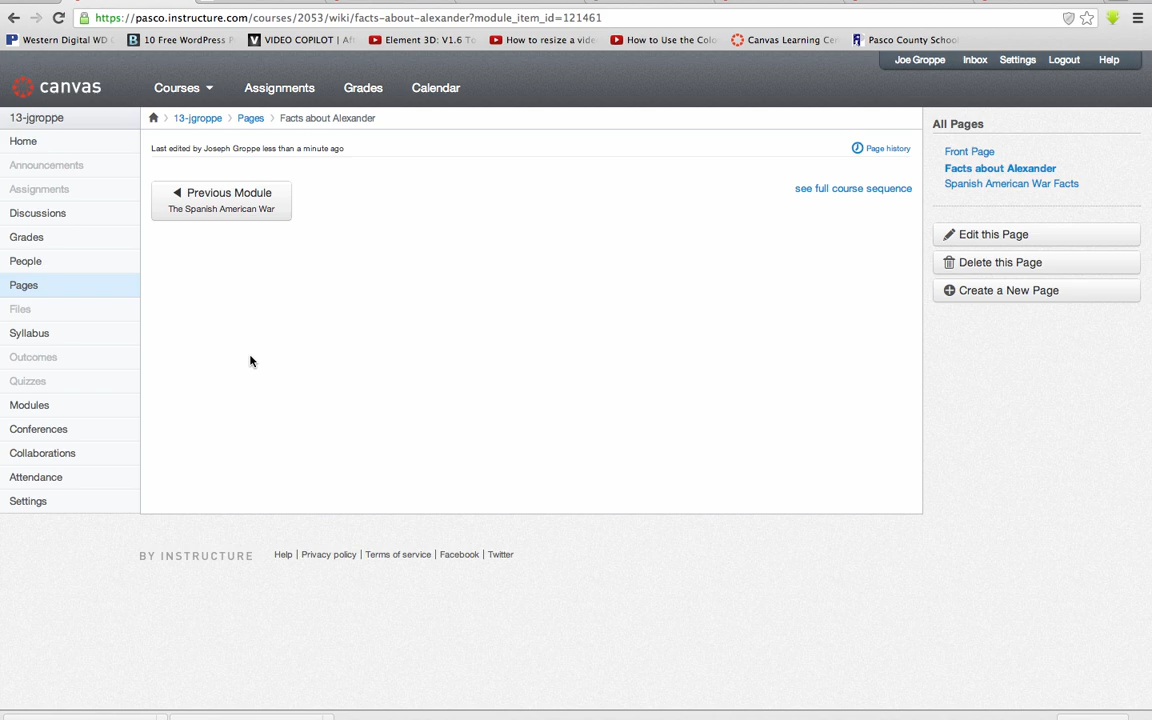 https://pasco.instructure.com/courses/2053/wiki/facts-about-alexander?module_item_id=121461
Western Digital WD
10 Free WordPress P
VIDEO COPILOT | Aft
Element 3D: V1.6 To
How to resize a vide
How to Use the Colo
Canvas Learning Cen
Pasco County Schoo
Joe Groppe Inbox Settings Logout Help
canvas Courses Assignments Grades Calendar
13-jgroppe
Home
Announcements
Assignments
Discussions
Grades
People
Pages
Files
Syllabus
Outcomes
Quizzes
Modules
Conferences
Collaborations
Attendance
Settings
13-jgroppe Pages Facts about Alexander
Last edited by Joseph Groppe less than a minute ago
Page history
Previous Module
The Spanish American War
see full course sequence
All Pages
Front Page
Facts about Alexander
Spanish American War Facts
Edit this Page
Delete this Page
Create a New Page
BY INSTRUCTURE Help | Privacy policy | Terms of service | Facebook | Twitter